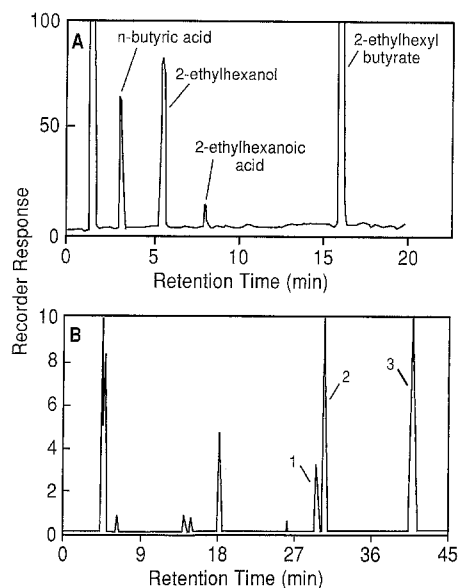 Recorder Response
A
100
50
0
n-butyric acid
2-ethylhexanol
2-ethylhexanoic
acid
2-ethylhexyl
butyrate
0 5 10 15 20
Retention Time (min)
B
10
8
6
4
2
0
1
2
3
0 9 18 27 36 45
Retention Time (min)